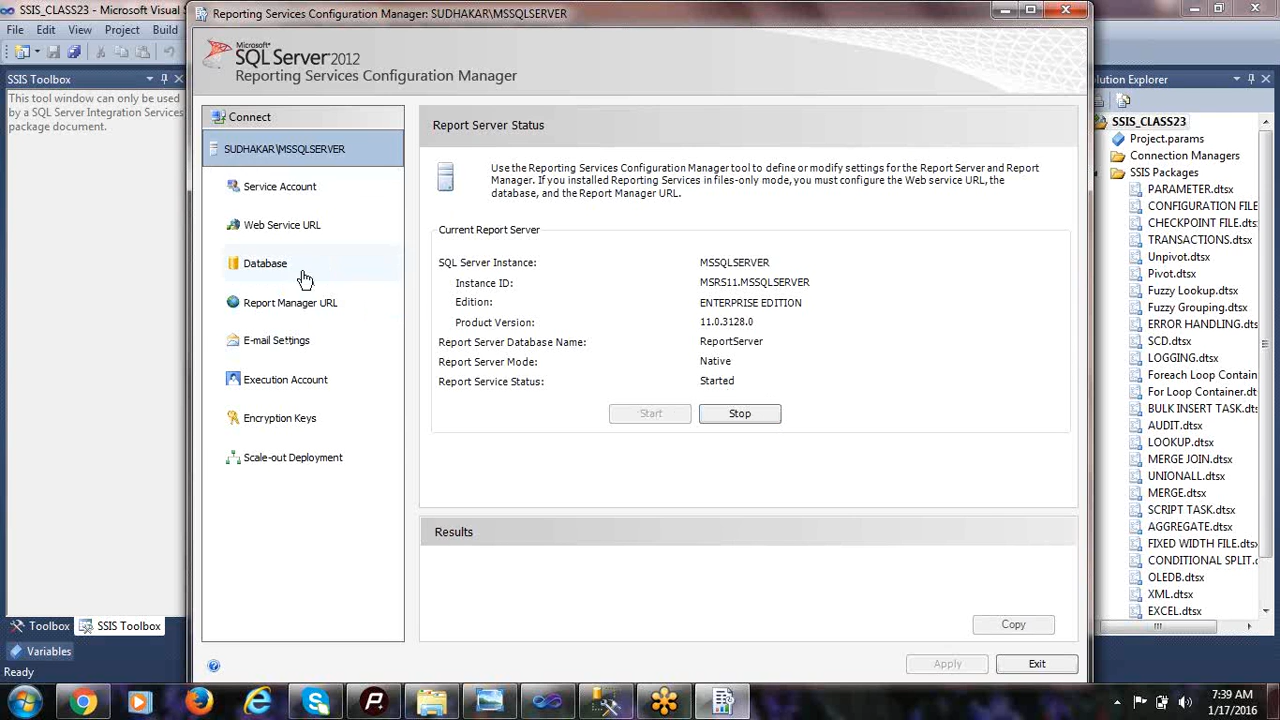 SSIS_CLASS23 - Microsoft Visual
File Edit View Project Build
SSIS Toolbox
This tool window can only be used
by a SQL Server Integration Services
package document.
Toolbox
SSIS Toolbox
Variables
Ready
Reporting Services Configuration Manager: SUDHAKAR\MSSQLSERVER
Microsoft
SQL Server 2012
Reporting Services Configuration Manager
Connect
SUDHAKAR\MSSQLSERVER
Service Account
Web Service URL
Database
Report Manager URL
E-mail Settings
Execution Account
Encryption Keys
Scale-out Deployment
Report Server Status
Use the Reporting Services Configuration Manager tool to define or modify settings for the Report Server and Report
Manager. If you installed Reporting Services in files-only mode, you must configure the Web service URL, the
database, and the Report Manager URL.
Current Report Server
SQL Server Instance: MSSQLSERVER
Instance ID: MSRS11.MSSQLSERVER
Edition: ENTERPRISE EDITION
Product Version: 11.0.3128.0
Report Server Database Name: ReportServer
Report Server Mode: Native
Report Service Status: Started
Start
Stop
Results
Copy
Apply
Exit
olution Explorer
SSIS_CLASS23
Project.params
Connection Managers
SSIS Packages
PARAMETER.dtsx
CONFIGURATION FILE
CHECKPOINT FILE.dtsx
TRANSACTIONS.dtsx
Unpivot.dtsx
Pivot.dtsx
Fuzzy Lookup.dtsx
Fuzzy Grouping.dtsx
ERROR HANDLING.dtsx
SCD.dtsx
LOGGING.dtsx
Foreach Loop Contain
For Loop Container.dtsx
BULK INSERT TASK.dts
AUDIT.dtsx
LOOKUP.dtsx
MERGE JOIN.dtsx
UNIONALL.dtsx
MERGE.dtsx
SCRIPT TASK.dtsx
AGGREGATE.dtsx
FIXED WIDTH FILE.dtsx
CONDITIONAL SPLIT.d
OLEDB.dtsx
XML.dtsx
EXCEL.dtsx
7:39 AM
1/17/2016